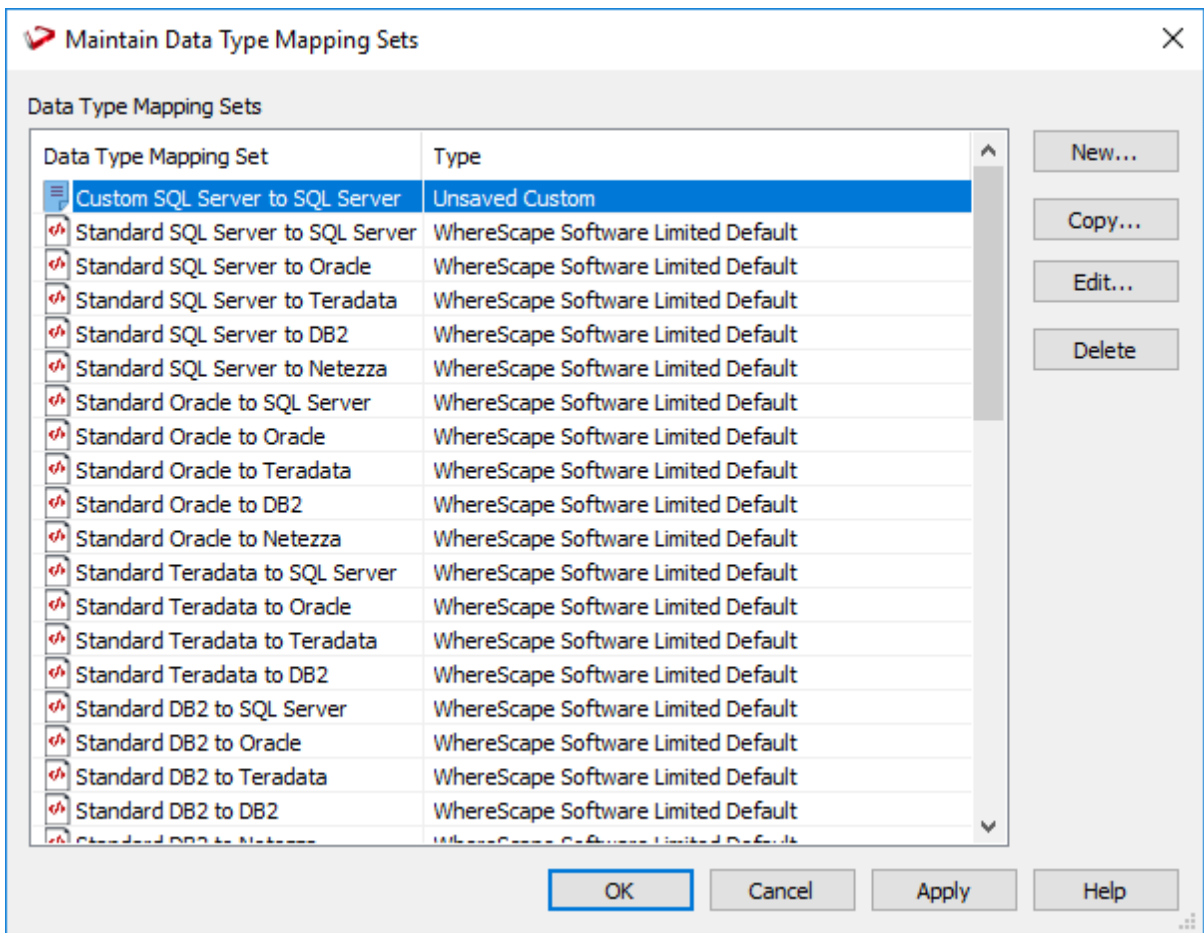 Maintain Data Type Mapping Sets
Data Type Mapping Sets
Data Type Mapping Set Type
Custom SQL Server to SQL Server Unsaved Custom
Standard SQL Server to SQL Server WhereScape Software Limited Default
Standard SQL Server to Oracle WhereScape Software Limited Default
Standard SQL Server to Teradata WhereScape Software Limited Default
Standard SQL Server to DB2 WhereScape Software Limited Default
Standard SQL Server to Netezza WhereScape Software Limited Default
Standard Oracle to SQL Server WhereScape Software Limited Default
Standard Oracle to Oracle WhereScape Software Limited Default
Standard Oracle to Teradata WhereScape Software Limited Default
Standard Oracle to DB2 WhereScape Software Limited Default
Standard Oracle to Netezza WhereScape Software Limited Default
Standard Teradata to SQL Server WhereScape Software Limited Default
Standard Teradata to Oracle WhereScape Software Limited Default
Standard Teradata to Teradata WhereScape Software Limited Default
Standard Teradata to DB2 WhereScape Software Limited Default
Standard DB2 to SQL Server WhereScape Software Limited Default
Standard DB2 to Oracle WhereScape Software Limited Default
Standard DB2 to Teradata WhereScape Software Limited Default
Standard DB2 to DB2 WhereScape Software Limited Default
Standard DB2 to Netezza WhereScape Software Limited Default
New...
Copy...
Edit...
Delete
OK Cancel Apply Help